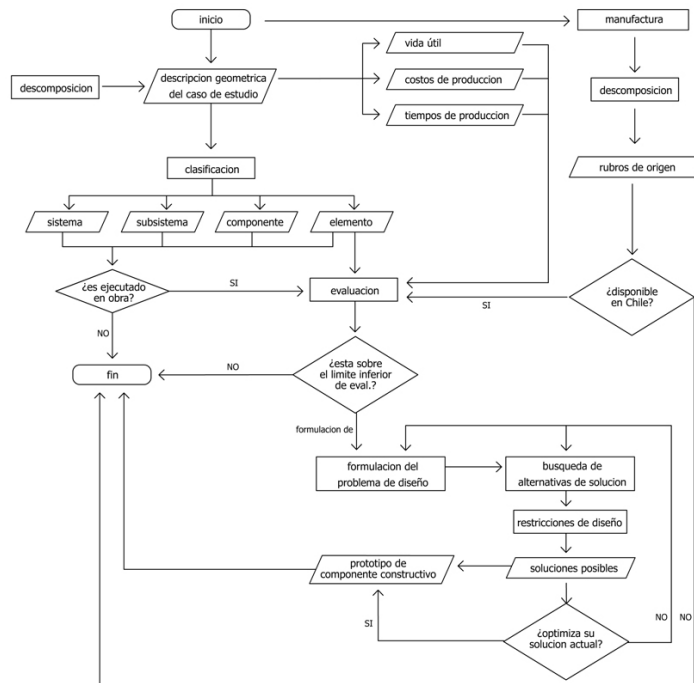 inicio
manufactura
vida útil
descomposicion
descripcion geometrica
del caso de estudio
costos de produccion
descomposicion
tiempos de produccion
clasificacion
rubros de origen
sistema
subsistema
componente
elemento
¿es ejecutado
en obra?
SI
evaluacion
SI
¿disponible
en Chile?
NO
fin
NO
¿esta sobre
el limite inferior
de eval.?
formulacion de
formulacion del
problema de diseño
busqueda de
alternativas de solucion
restricciones de diseño
prototipo de
componente constructivo
soluciones posibles
NO
NO
SI
¿optimiza su
solucion actual?